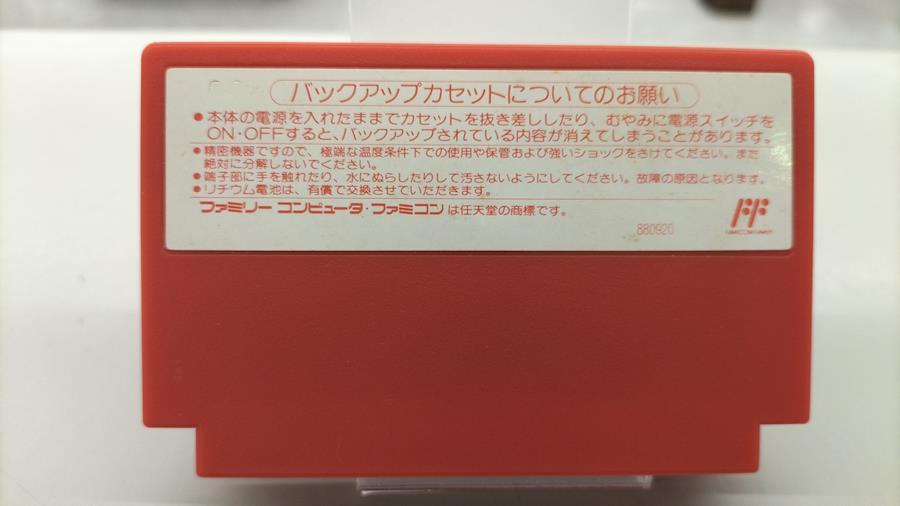 バックアップカセットについてのお願い
●本体の電源を入れたままでカセットを抜き差ししたり、むやみに電源スイッチを
ON・OFFすると、バックアップされている内容が消えてしまうことがあります。
●精密機器ですので、極端な温度条件下での使用や保管および強いショックをさけてください。また
絶対に分解しないでください。
●端子部に手を触れたり、水にぬらしたりして汚さないようにしてください。故障の原因となります。
●リチウム電池は、有償で交換させていただきます。
ファミリー コンピュータ・ファミコンは任天堂の商標です。
880920
FF
FAMICOM FAMILY